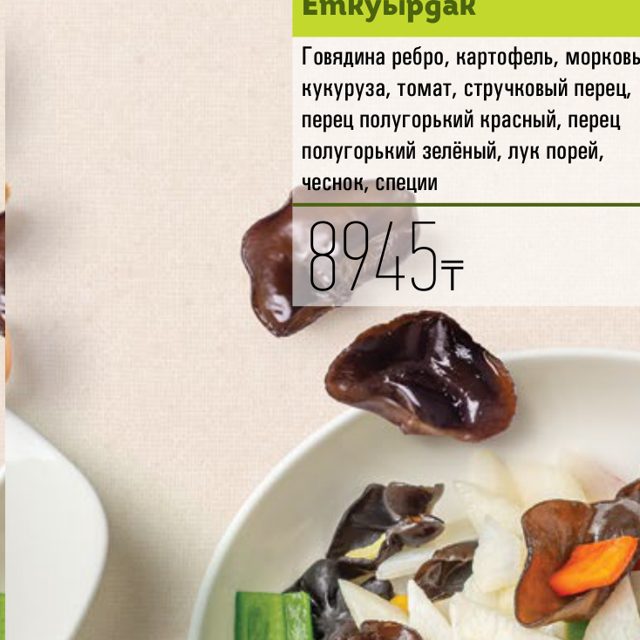 Еткуырдак
Говядина ребро, картофель, морковь
кукуруза, томат, стручковый перец,
перец полугорький красный, перец
полугорький зелёный, лук порей,
чеснок, специи
8945₸